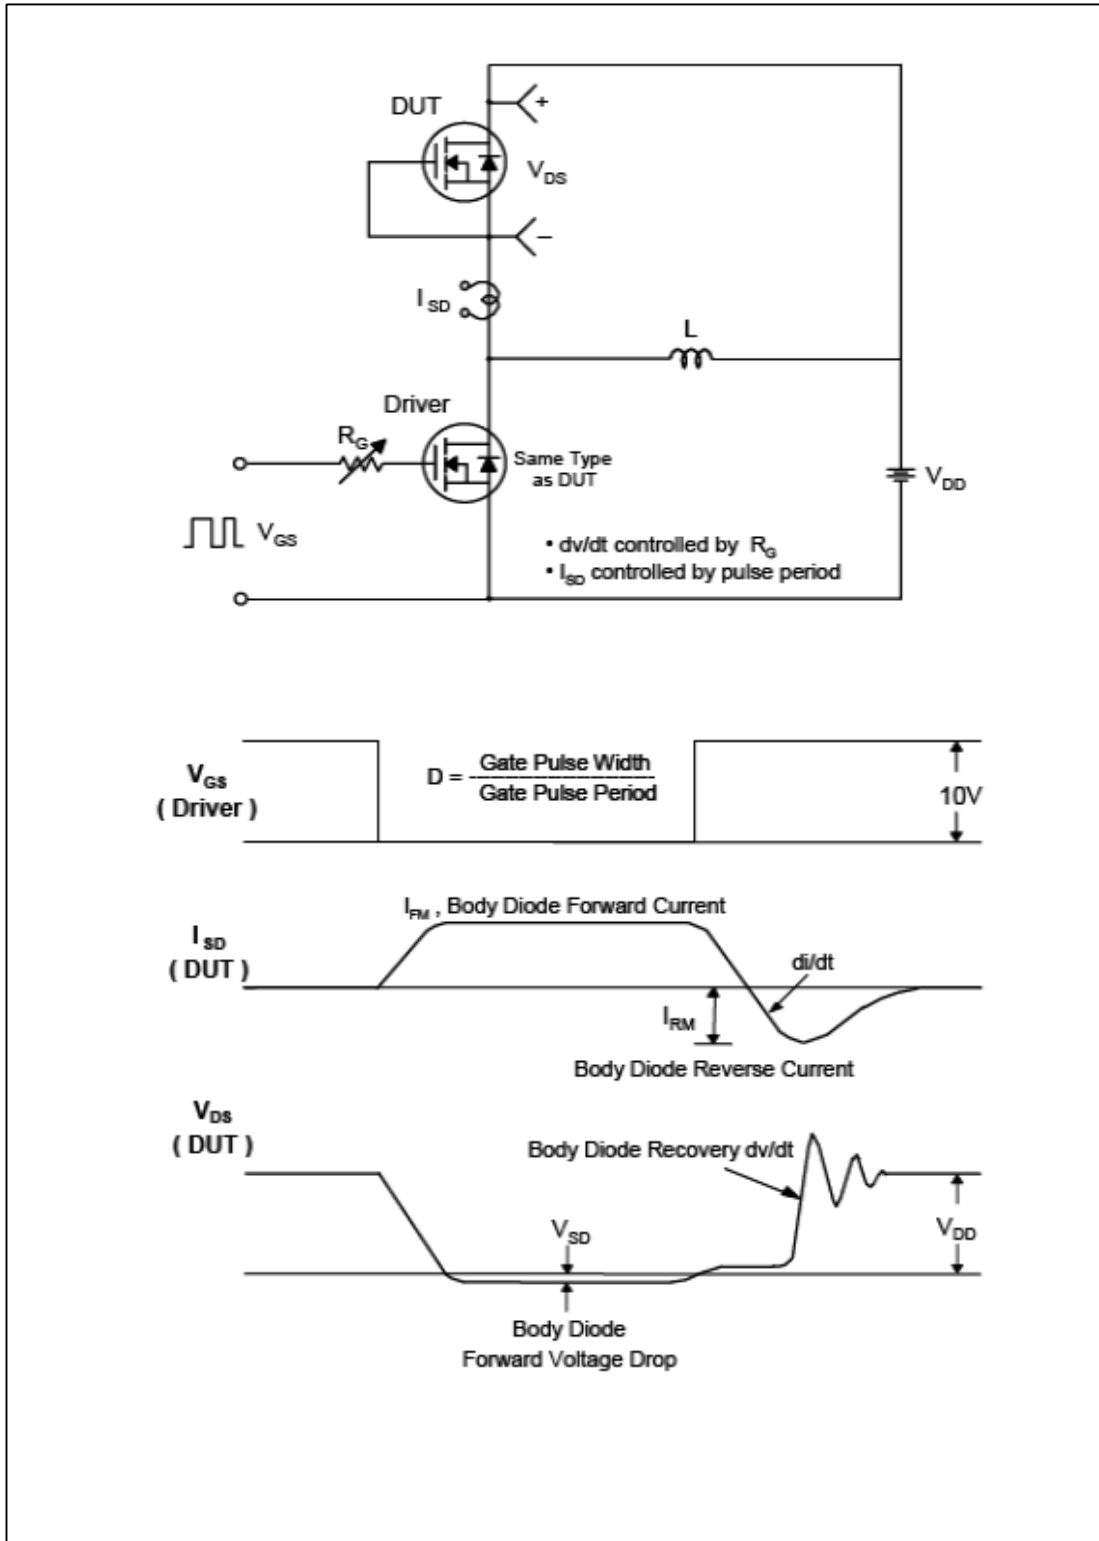 DUT
+
V_DS
−
I_SD
L
Driver
R_G
Same Type
as DUT
V_DD
V_GS
• dv/dt controlled by R_G
• I_SD controlled by pulse period
V_GS
( Driver )
D = Gate Pulse Width
Gate Pulse Period
10V
I_FM , Body Diode Forward Current
I_SD
( DUT )
di/dt
I_RM
Body Diode Reverse Current
V_DS
( DUT )
Body Diode Recovery dv/dt
V_SD
V_DD
Body Diode
Forward Voltage Drop